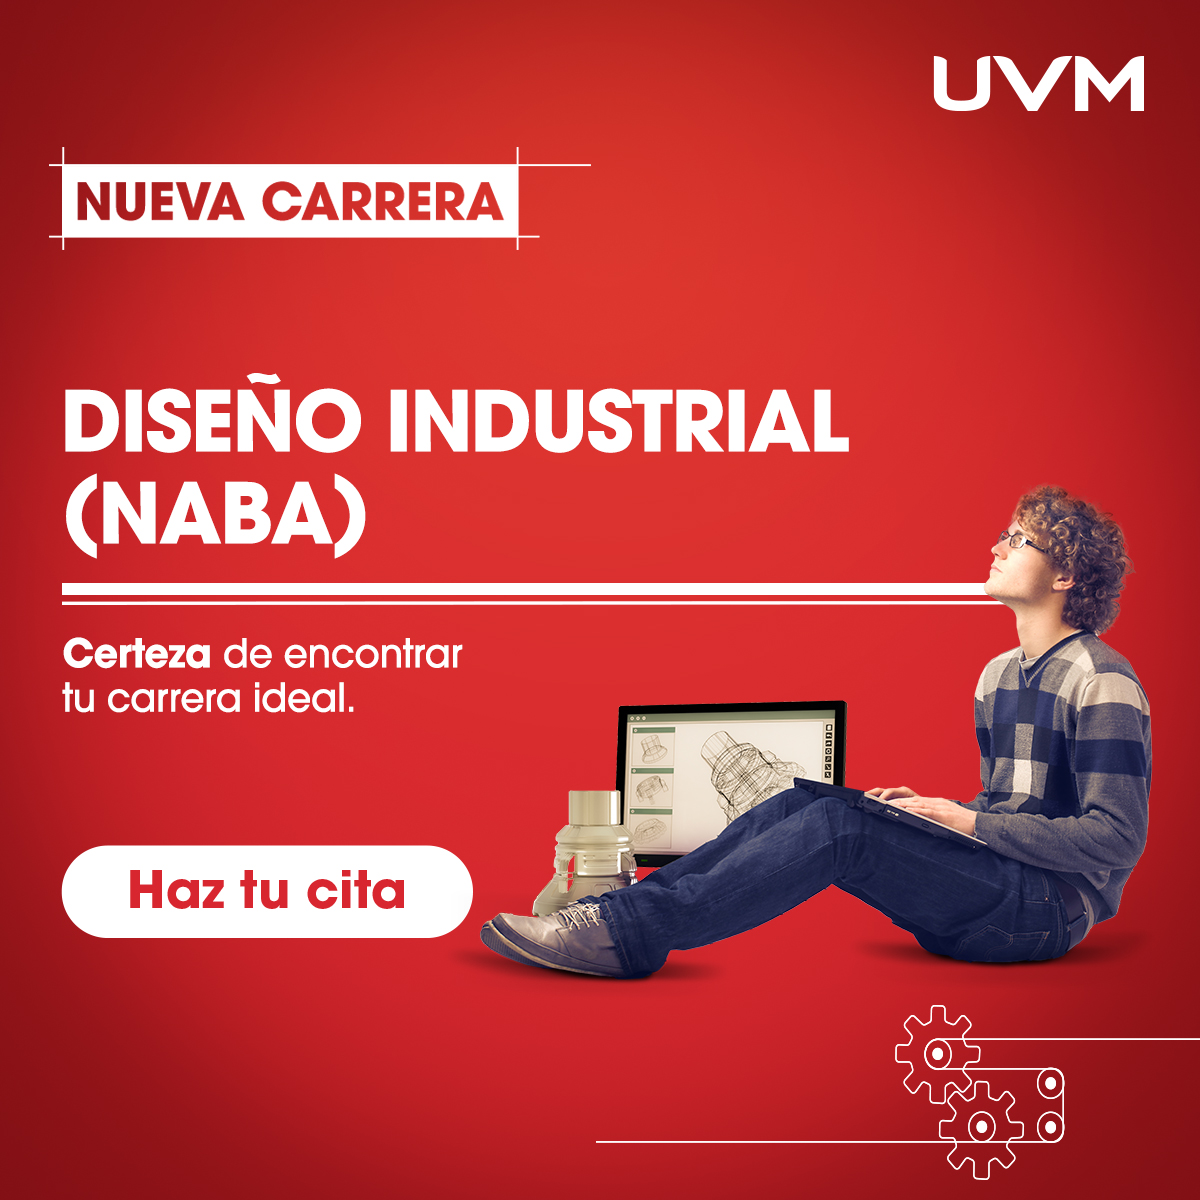 UVM
NUEVA CARRERA
DISEÑO INDUSTRIAL
(NABA)
Certeza de encontrar
tu carrera ideal.
Haz tu cita